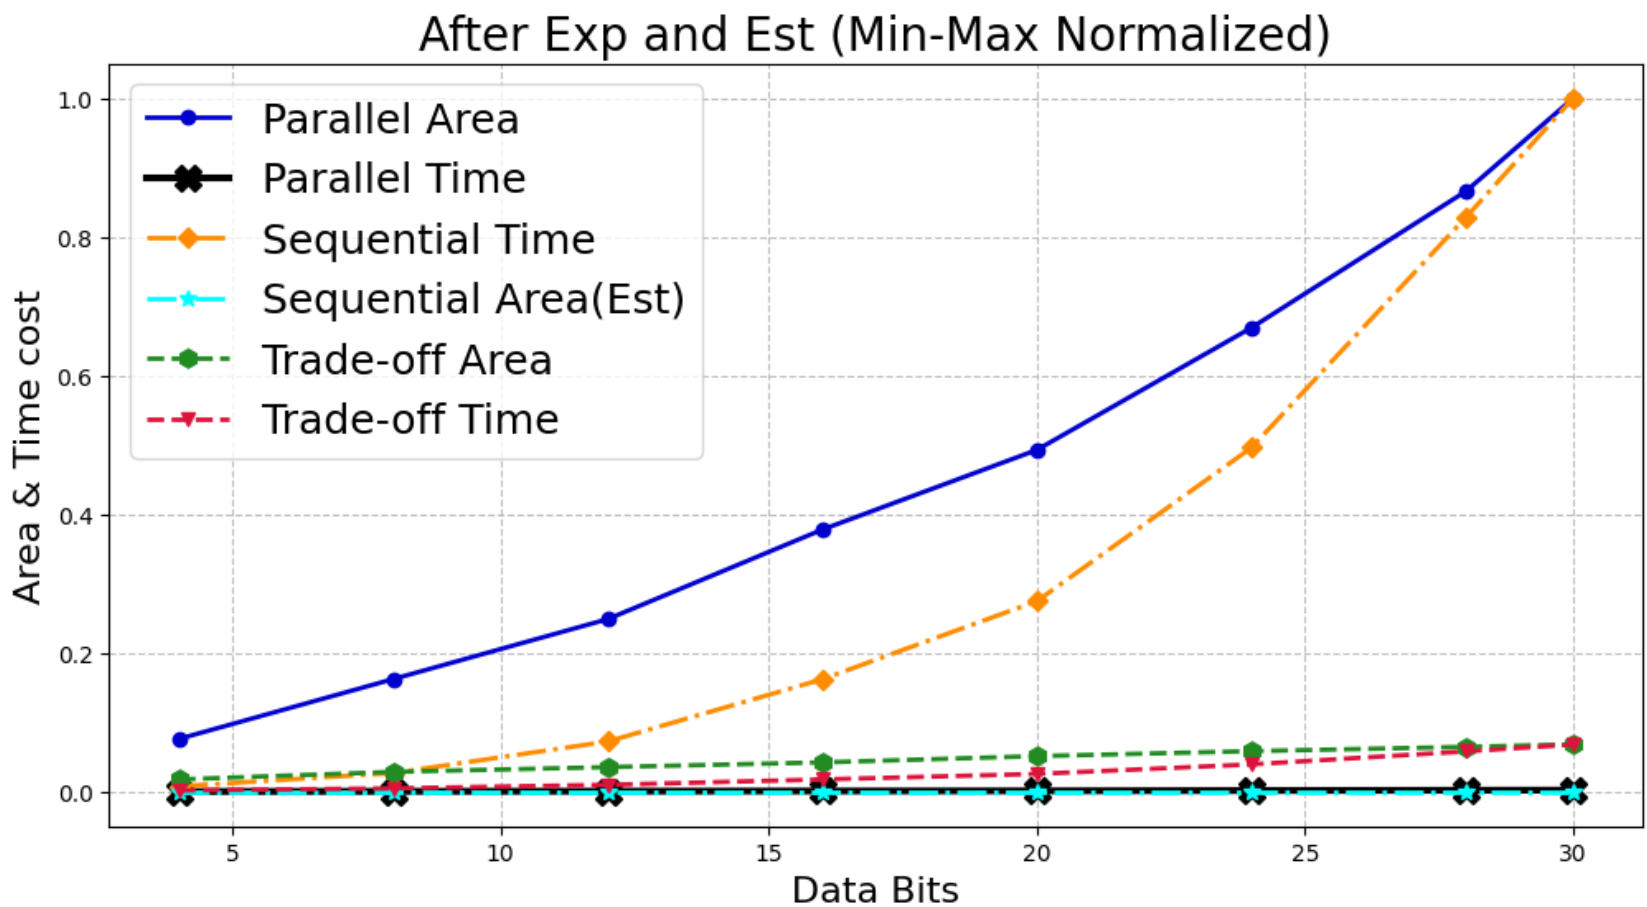 After Exp and Est (Min-Max Normalized)
Parallel Area
Parallel Time
Sequential Time
Sequential Area(Est)
Trade-off Area
Trade-off Time
Area & Time cost
1.0
0.8
0.6
0.4
0.2
0.0
5
10
15
20
25
30
Data Bits